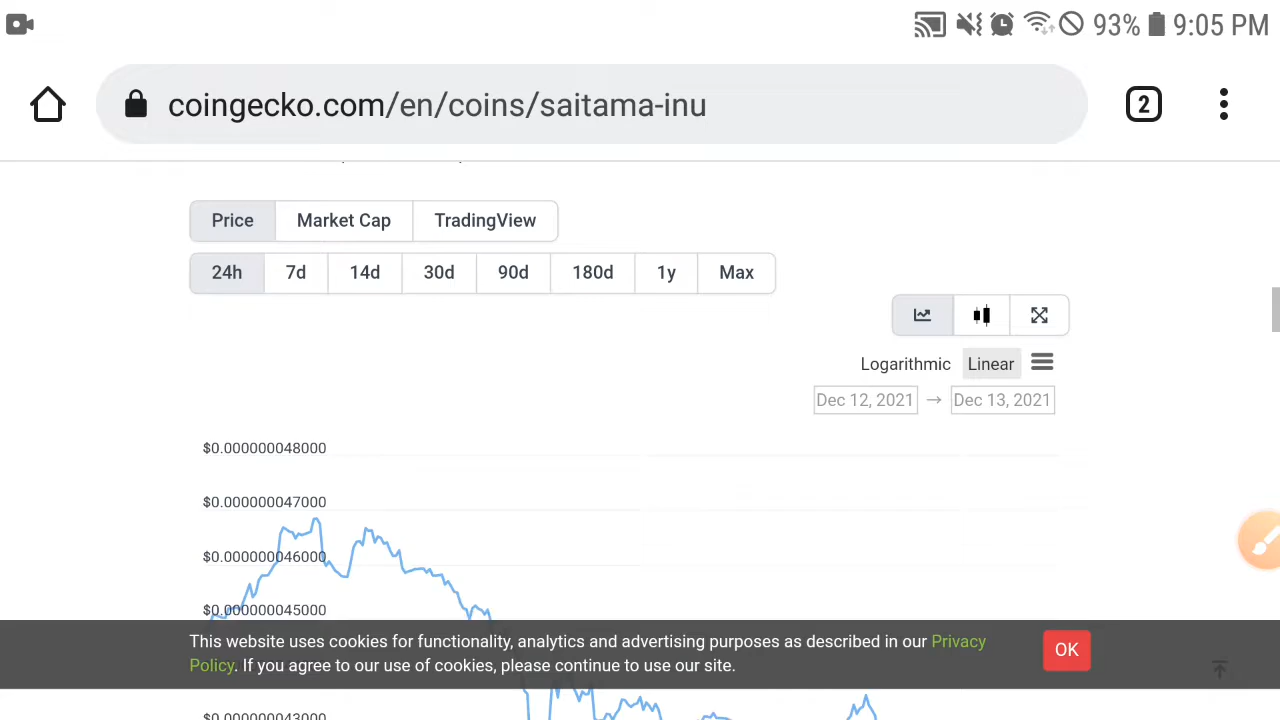 93% 9:05 PM
coingecko.com/en/coins/saitama-inu
2
Price Market Cap TradingView
24h 7d 14d 30d 90d 180d 1y Max
Logarithmic Linear
Dec 12, 2021 → Dec 13, 2021
$0.000000048000
$0.000000047000
$0.000000046000
$0.000000045000
This website uses cookies for functionality, analytics and advertising purposes as described in our Privacy
Policy. If you agree to our use of cookies, please continue to use our site.
OK
$0.000000043000